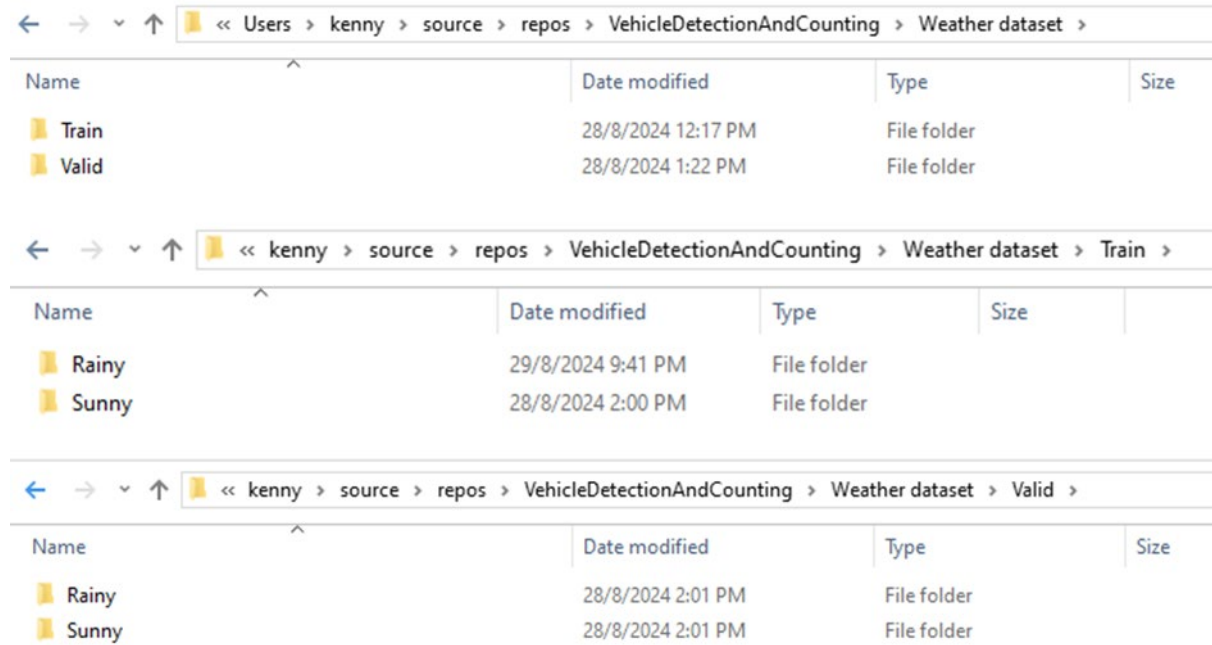 « Users > kenny > source > repos > VehicleDetectionAndCounting > Weather dataset >
Name Date modified Type Size
Train 28/8/2024 12:17 PM File folder
Valid 28/8/2024 1:22 PM File folder
« kenny > source > repos > VehicleDetectionAndCounting > Weather dataset > Train >
Name Date modified Type Size
Rainy 29/8/2024 9:41 PM File folder
Sunny 28/8/2024 2:00 PM File folder
« kenny > source > repos > VehicleDetectionAndCounting > Weather dataset > Valid >
Name Date modified Type Size
Rainy 28/8/2024 2:01 PM File folder
Sunny 28/8/2024 2:01 PM File folder